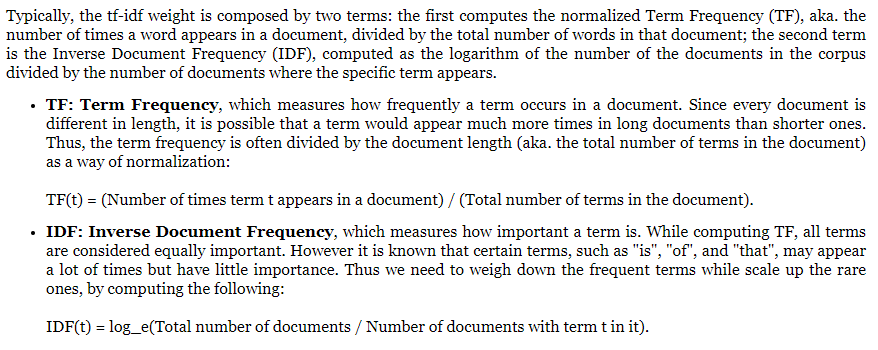 Typically, the tf-idf weight is composed by two terms: the first computes the normalized Term Frequency (TF), aka. the
number of times a word appears in a document, divided by the total number of words in that document; the second term
is the Inverse Document Frequency (IDF), computed as the logarithm of the number of the documents in the corpus
divided by the number of documents where the specific term appears.
• TF: Term Frequency, which measures how frequently a term occurs in a document. Since every document is
different in length, it is possible that a term would appear much more times in long documents than shorter ones.
Thus, the term frequency is often divided by the document length (aka. the total number of terms in the document)
as a way of normalization:
TF(t) = (Number of times term t appears in a document) / (Total number of terms in the document).
• IDF: Inverse Document Frequency, which measures how important a term is. While computing TF, all terms
are considered equally important. However it is known that certain terms, such as "is", "of", and "that", may appear
a lot of times but have little importance. Thus we need to weigh down the frequent terms while scale up the rare
ones, by computing the following:
IDF(t) = log_e(Total number of documents / Number of documents with term t in it).